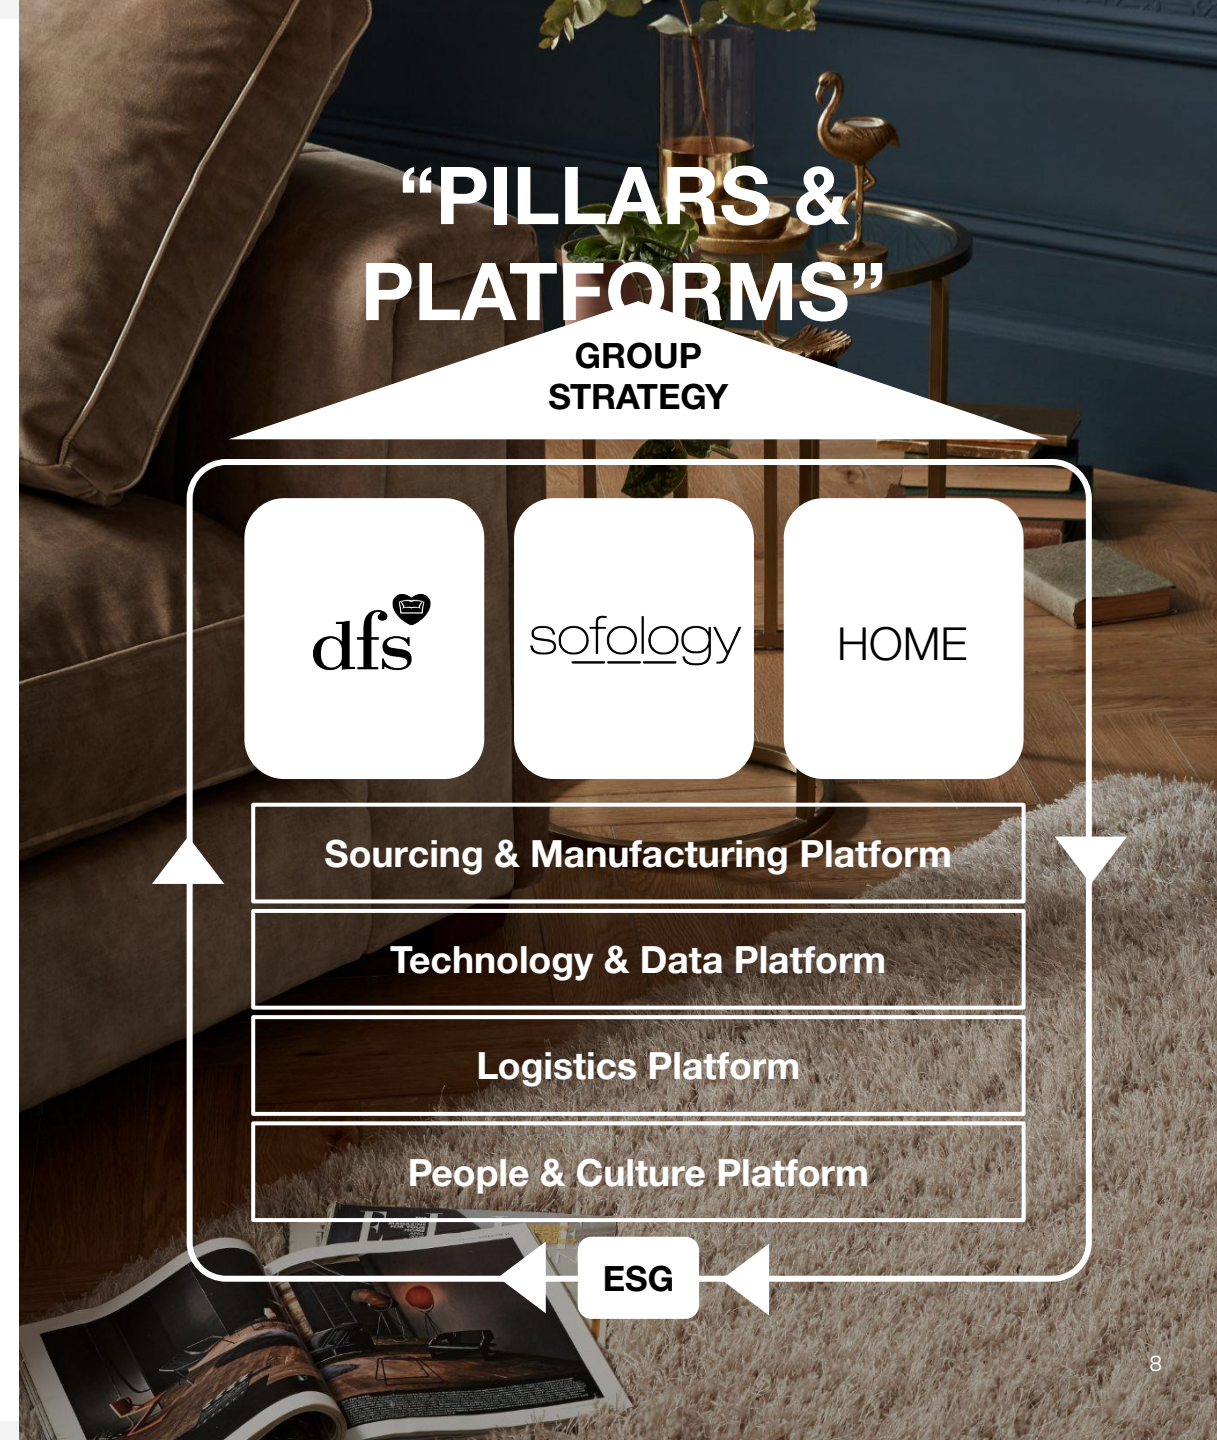 “PILLARS &
PLATFORMS”
GROUP
STRATEGY
dfs
sofology
HOME
Sourcing & Manufacturing Platform
Technology & Data Platform
Logistics Platform
People & Culture Platform
ESG
8